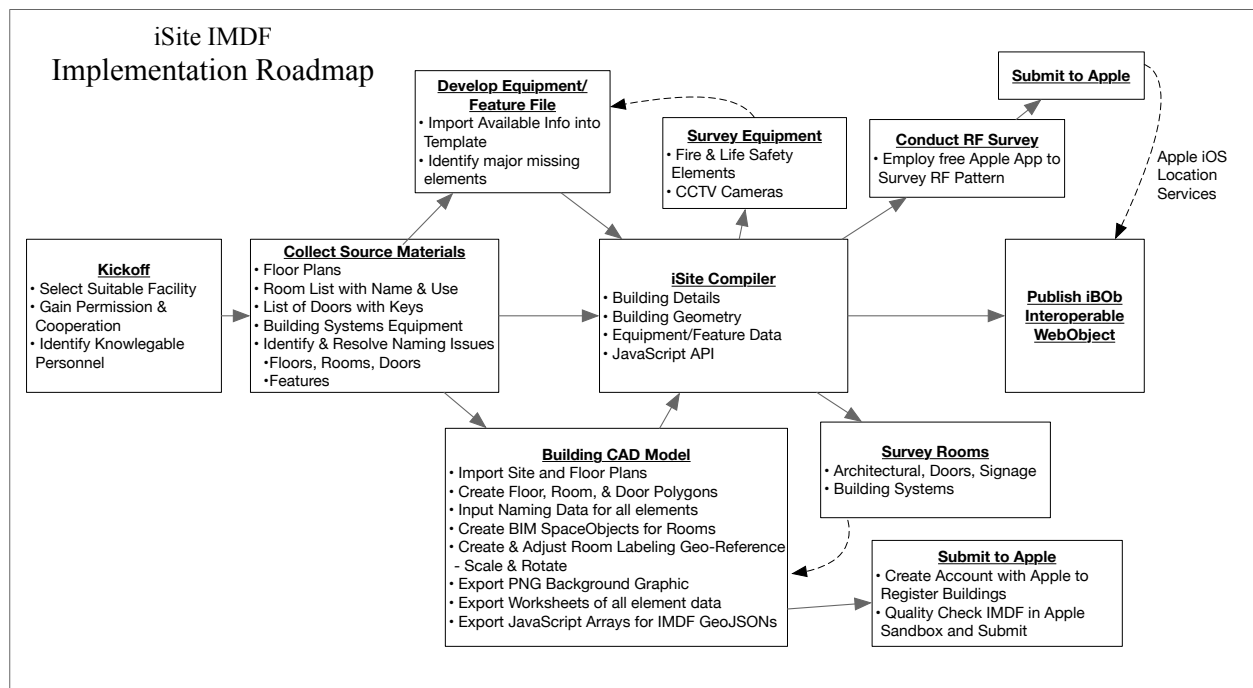 iSite IMDF
Implementation Roadmap
Develop Equipment/
Feature File
• Import Available Info into
Template
• Identify major missing
elements
Survey Equipment
• Fire & Life Safety
Elements
• CCTV Cameras
Submit to Apple
Conduct RF Survey
• Employ free Apple App to
Survey RF Pattern
Apple iOS
Location
Services
Kickoff
• Select Suitable Facility
• Gain Permission &
Cooperation
• Identify Knowlegable
Personnel
Collect Source Materials
• Floor Plans
• Room List with Name & Use
• List of Doors with Keys
• Building Systems Equipment
• Identify & Resolve Naming Issues
•Floors, Rooms, Doors
•Features
iSite Compiler
• Building Details
• Building Geometry
• Equipment/Feature Data
• JavaScript API
Publish iBOb
Interoperable
WebObject
Building CAD Model
• Import Site and Floor Plans
• Create Floor, Room, & Door Polygons
• Input Naming Data for all elements
• Create BIM SpaceObjects for Rooms
• Create & Adjust Room Labeling Geo-Reference
- Scale & Rotate
• Export PNG Background Graphic
• Export Worksheets of all element data
• Export JavaScript Arrays for IMDF GeoJSONs
Survey Rooms
• Architectural, Doors, Signage
• Building Systems
Submit to Apple
• Create Account with Apple to
Register Buildings
• Quality Check IMDF in Apple
Sandbox and Submit